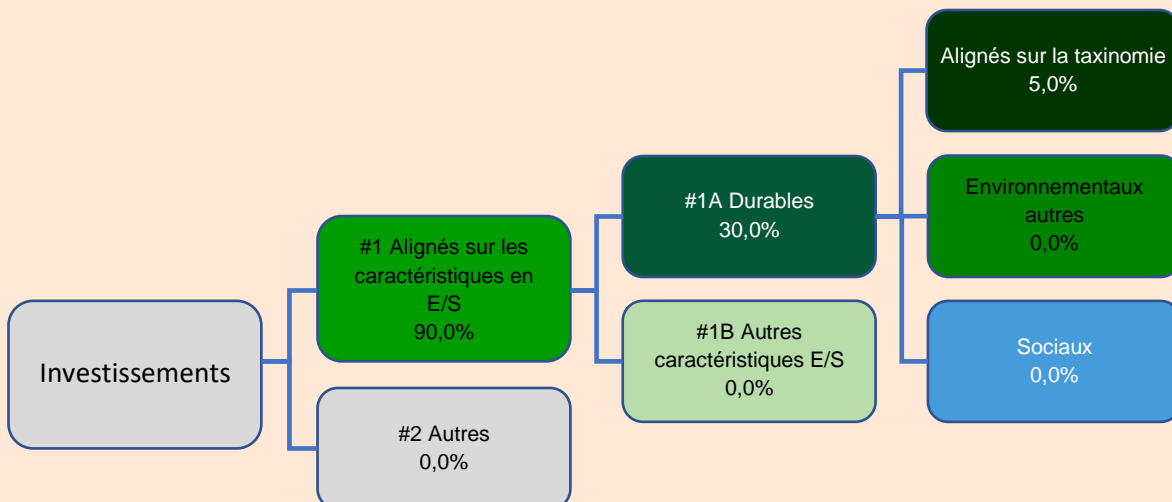 Investissements
#1 Alignés sur les
caractéristiques en
E/S
90,0%
#2 Autres
0,0%
#1A Durables
30,0%
#1B Autres
caractéristiques E/S
0,0%
Alignés sur la taxinomie
5,0%
Environnementaux
autres
0,0%
Sociaux
0,0%